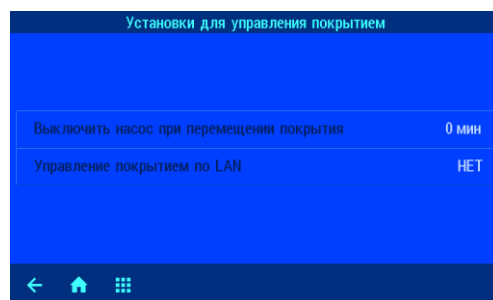 Установки для управления покрытием
Выключить насос при перемещении покрытия 0 мин
Управление покрытием по LAN НЕТ